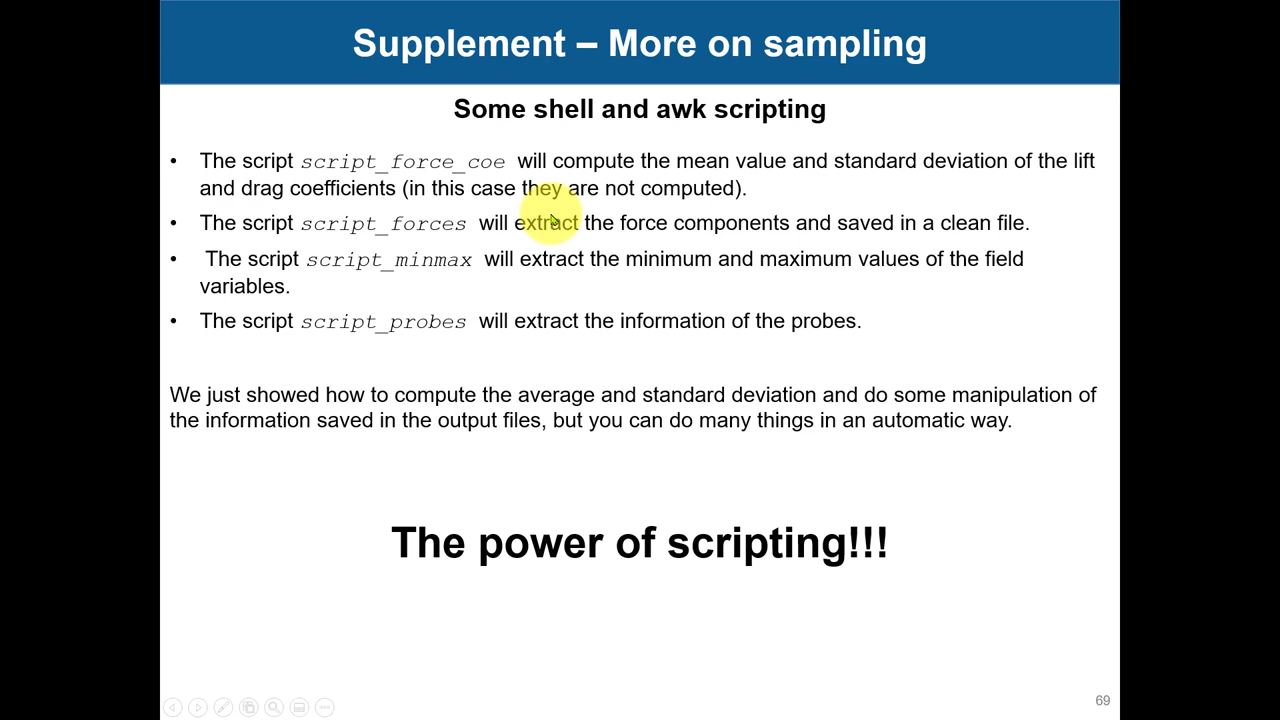 Supplement – More on sampling
Some shell and awk scripting
• The script script_force_coe will compute the mean value and standard deviation of the lift
and drag coefficients (in this case they are not computed).
• The script script_forces will extract the force components and saved in a clean file.
• The script script_minmax will extract the minimum and maximum values of the field
variables.
• The script script_probes will extract the information of the probes.
We just showed how to compute the average and standard deviation and do some manipulation of
the information saved in the output files, but you can do many things in an automatic way.
The power of scripting!!!
69